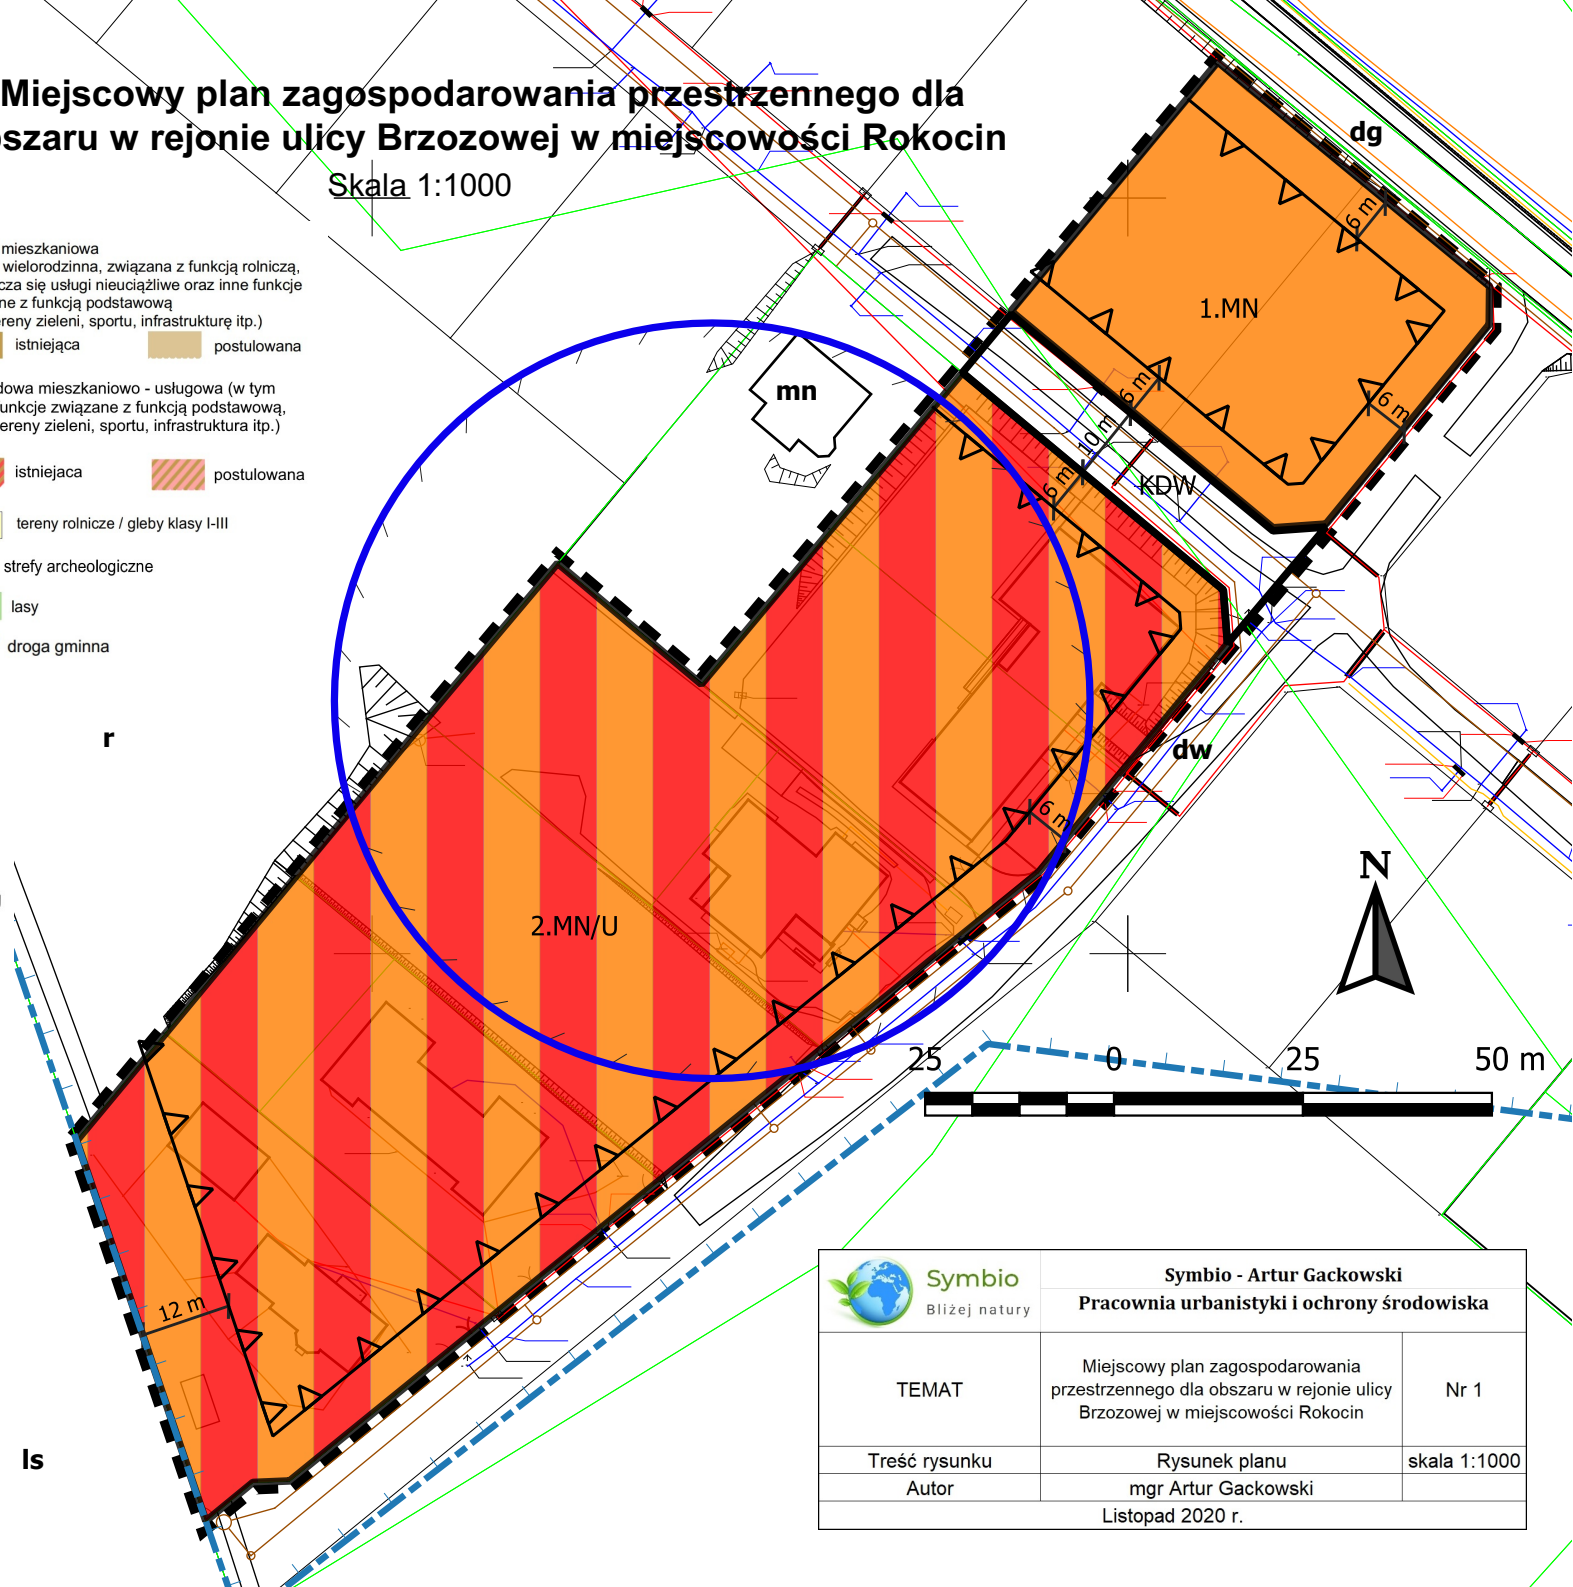 Miejscowy plan zagospodarowania przestrzennego dla
szaru w rejonie ulicy Brzozowej w miejscowości Rokocin
Skala 1:1000
mieszkaniowa
wielorodzinna, związana z funkcją rolniczą,
cza się usługi nieuciążliwe oraz inne funkcje
ne z funkcją podstawową
ereny zieleni, sportu, infrastrukturę itp.)
istniejąca
postulowana
dowa mieszkaniowo - usługowa (w tym
unkcje związane z funkcją podstawową,
ereny zieleni, sportu, infrastruktura itp.)
istniejaca
postulowana
tereny rolnicze / gleby klasy I-III
strefy archeologiczne
lasy
droga gminna
dg
6 m
1.MN
mn
6 m
6 m
10 m
6 m
KDW
r
dw
6 m
N
2.MN/U
25 0 25 50 m
12 m
ls
Symbio
Bliżej natury
Symbio - Artur Gackowski
Pracownia urbanistyki i ochrony środowiska
TEMAT
Miejscowy plan zagospodarowania
przestrzennego dla obszaru w rejonie ulicy
Brzozowej w miejscowości Rokocin
Nr 1
Treść rysunku
Rysunek planu
skala 1:1000
Autor
mgr Artur Gackowski
Listopad 2020 r.